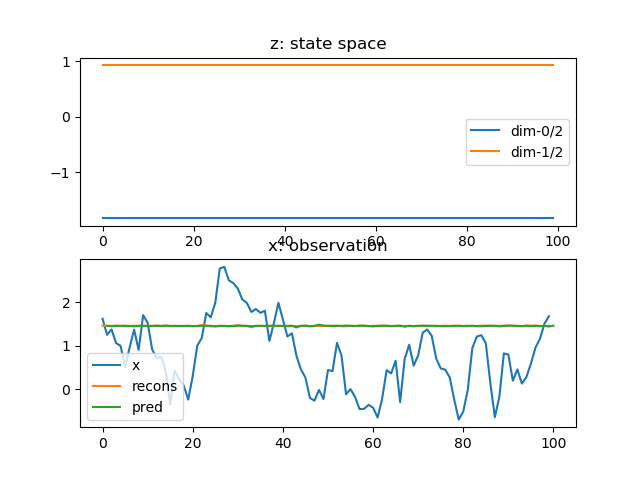 z: state space
1
0
−1
dim-0/2
dim-1/2
0 20 40 60 80 100
x: observation
2
1
0
x
recons
pred
0 20 40 60 80 100